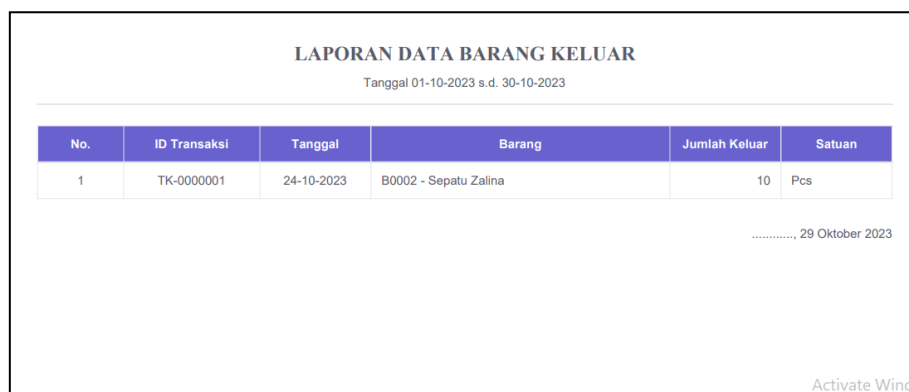 LAPORAN DATA BARANG KELUAR
Tanggal 01-10-2023 s.d. 30-10-2023
No. ID Transaksi Tanggal Barang Jumlah Keluar Satuan
1 TK-0000001 24-10-2023 B0002 - Sepatu Zalina 10 Pcs
............, 29 Oktober 2023
Activate Wind